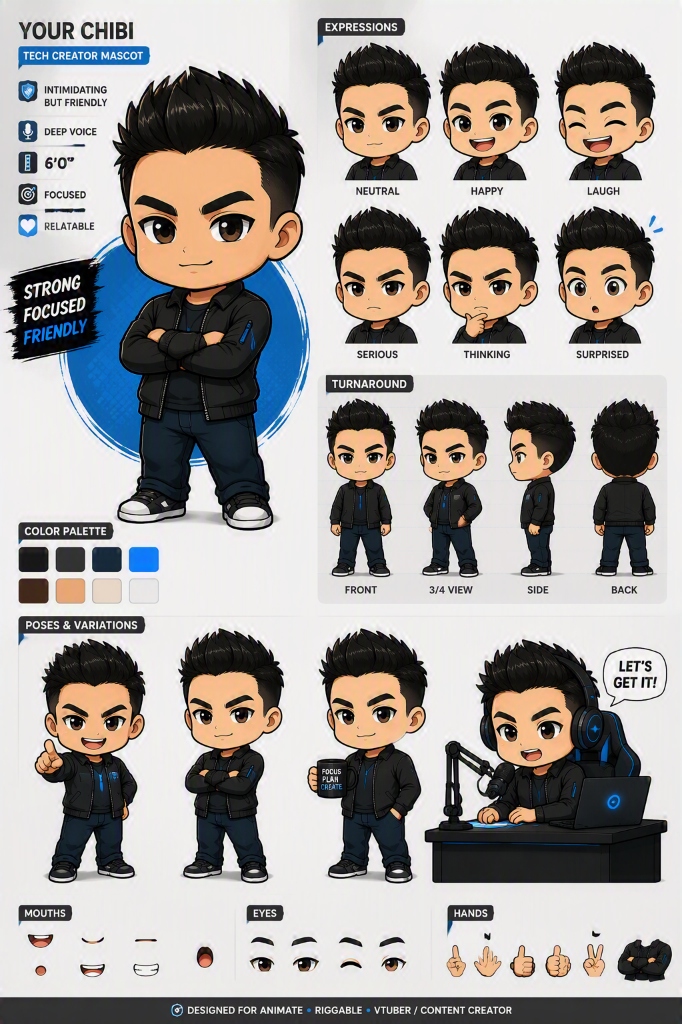 YOUR CHIBI
TECH CREATOR MASCOT
INTIMIDATING
BUT FRIENDLY
DEEP VOICE
6'0"
FOCUSED
RELATABLE
STRONG
FOCUSED
FRIENDLY
EXPRESSIONS
NEUTRAL
HAPPY
LAUGH
SERIOUS
THINKING
SURPRISED
TURNAROUND
FRONT
3/4 VIEW
SIDE
BACK
COLOR PALETTE
POSES & VARIATIONS
FOCUS
PLAN
CREATE
LET'S
GET IT!
MOUTHS
EYES
HANDS
DESIGNED FOR ANIMATE • RIGGABLE • VTUBER / CONTENT CREATOR